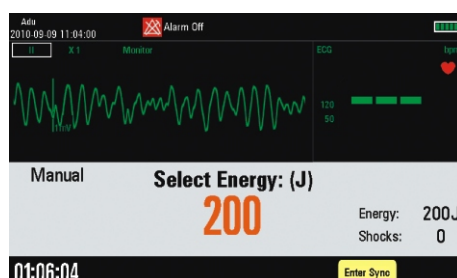 Adu
2010-09-09 11:04:00
Alarm Off
II X 1 Monitor ECG bpm
120
50
1mV
Manual
Select Energy: (J)
200
Energy: 200J
Shocks: 0
01:06:04
Enter Sync